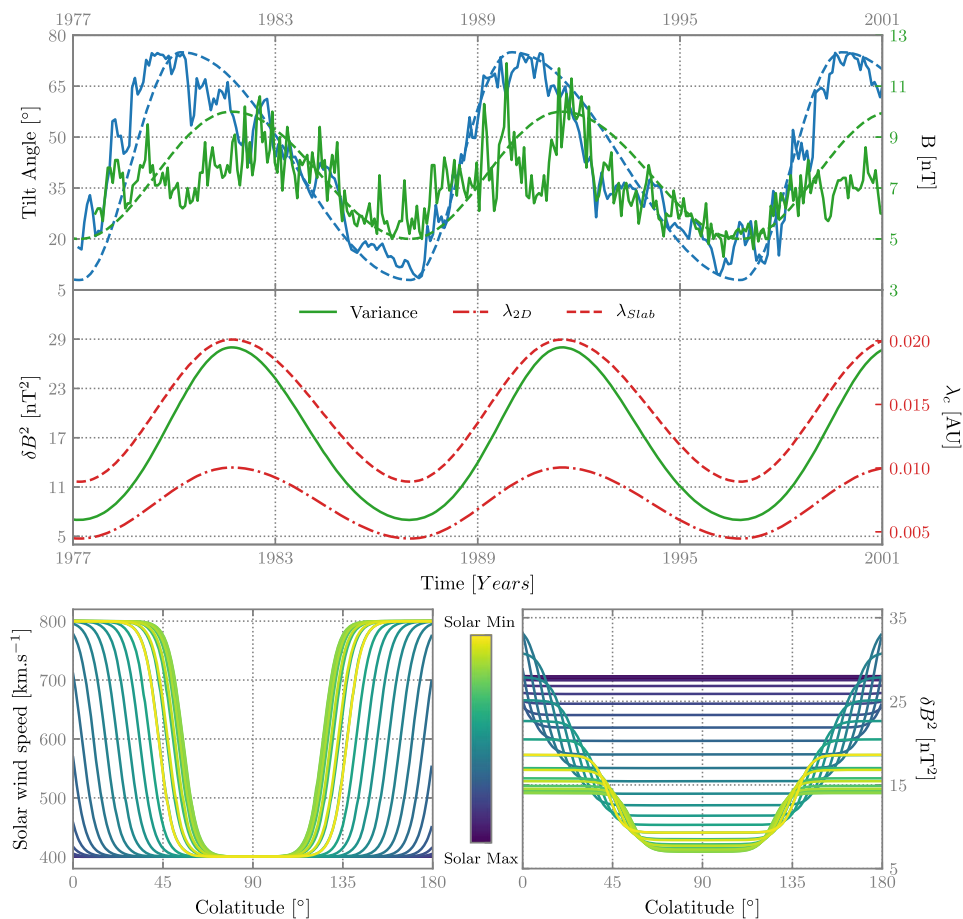 1977 1983 1989 1995 2001
80 13
65 11
50 9
35 7
20 5
5 3
Tilt Angle [°]
B [nT]
Variance λ2D λSlab
29 0.020
23 0.015
17
11 0.010
5 0.005
δB² [nT²]
λc [AU]
1977 1983 1989 1995 2001
Time [Years]
Solar Min
Solar Max
800
700
600
500
400
Solar wind speed [km.s⁻¹]
0 45 90 135 180
Colatitude [°]
35
25
15
5
δB² [nT²]
0 45 90 135 180
Colatitude [°]